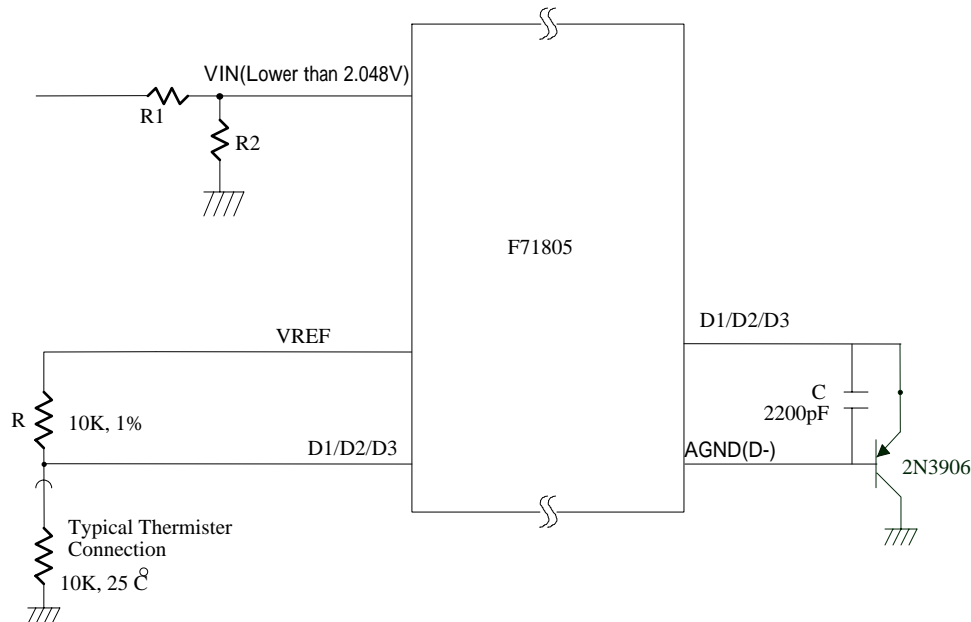 VIN(Lower than 2.048V)
R1
R2
F71805
D1/D2/D3
VREF
R
10K, 1%
C
2200pF
D1/D2/D3
AGND(D-)
2N3906
Typical Thermister
Connection
10K, 25 °C